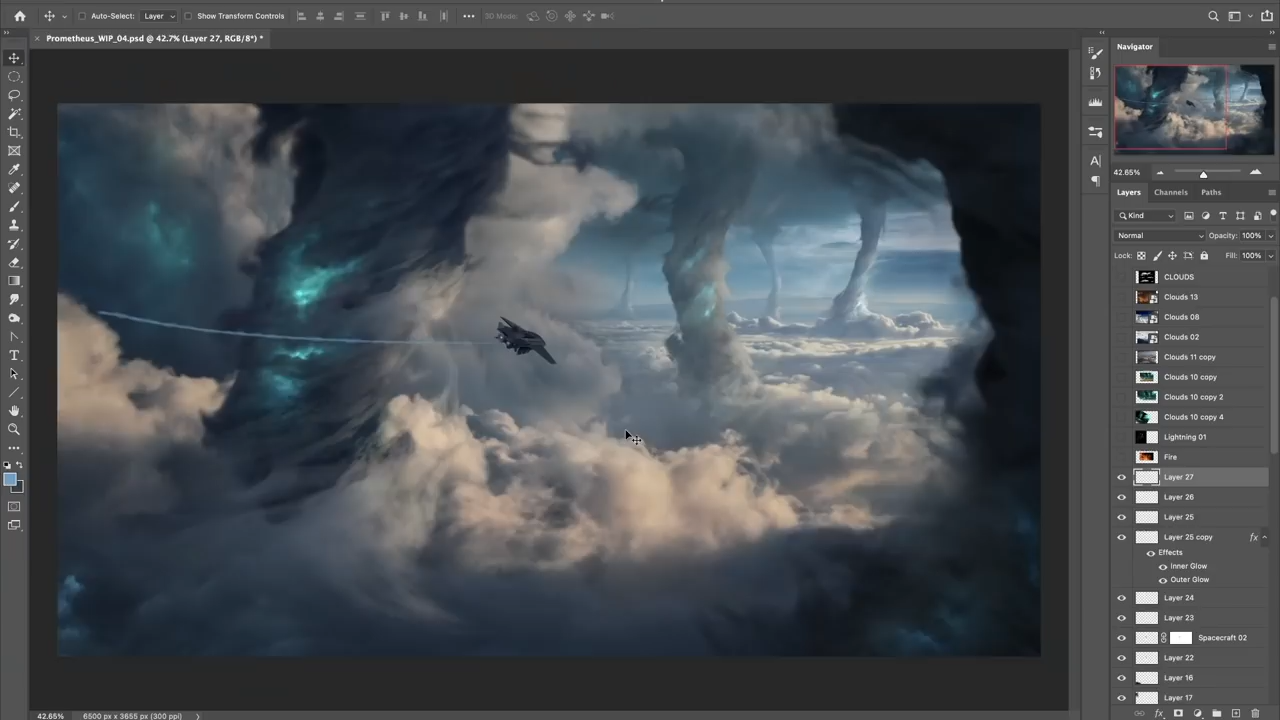 Auto-Select:
Layer
Show Transform Controls
3D Mode:
Prometheus_WIP_04.psd @ 42.7% (Layer 27, RGB/8*) *
Navigator
42.65%
Layers
Channels
Paths
Kind
Normal
Opacity: 100%
Lock:
Fill: 100%
CLOUDS
Clouds 13
Clouds 08
Clouds 02
Clouds 11 copy
Clouds 10 copy
Clouds 10 copy 2
Clouds 10 copy 4
Lightning 01
Fire
Layer 27
Layer 26
Layer 25
Layer 25 copy
fx
Effects
Inner Glow
Outer Glow
Layer 24
Layer 23
Spacecraft 02
Layer 22
Layer 16
Layer 17
42.65%
6500 px x 3655 px (300 ppi)